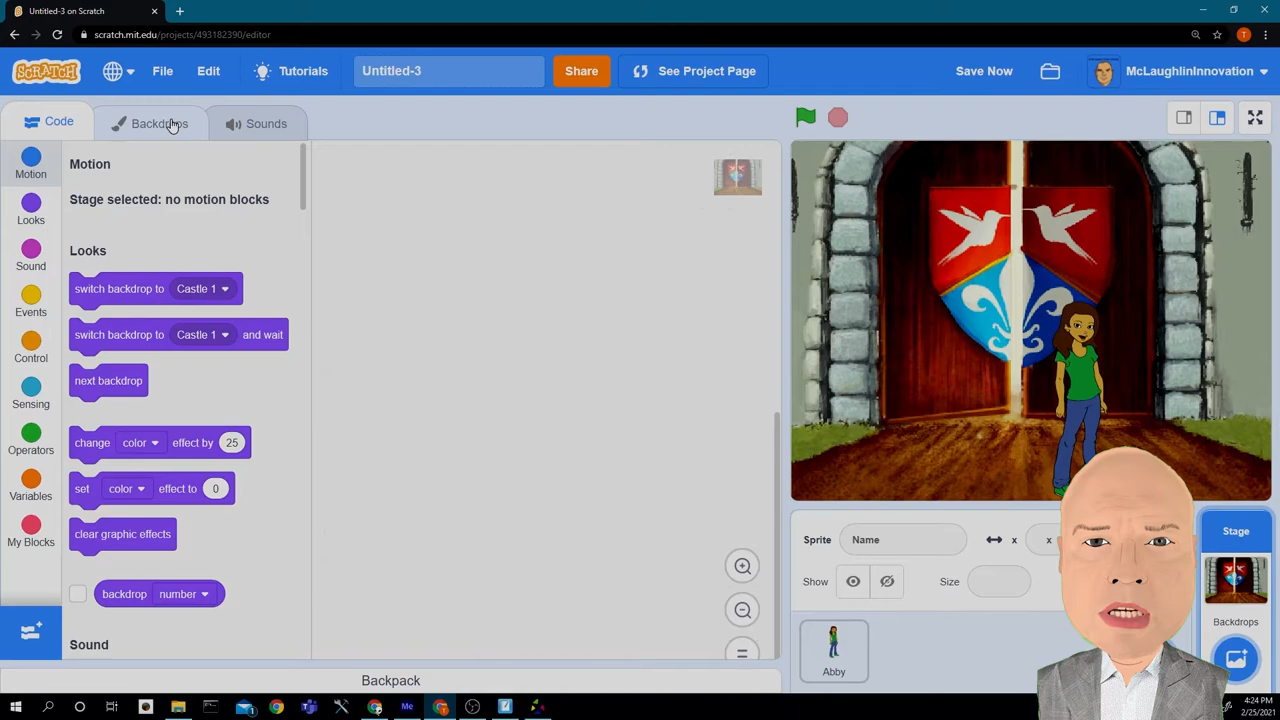 Untitled-3 on Scratch
scratch.mit.edu/projects/493182390/editor
T
SCRATCH
File
Edit
Tutorials
Untitled-3
Share
See Project Page
Save Now
McLaughlinInnovation
Code
Backdrops
Sounds
Motion
Looks
Sound
Events
Control
Sensing
Operators
Variables
My Blocks
Motion
Stage selected: no motion blocks
Looks
switch backdrop to Castle 1
switch backdrop to Castle 1 and wait
next backdrop
change color effect by 25
set color effect to 0
clear graphic effects
backdrop number
Sound
Backpack
Sprite Name x x
Show Size
Abby
Stage
Backdrops
Me
4:24 PM
2/25/2021